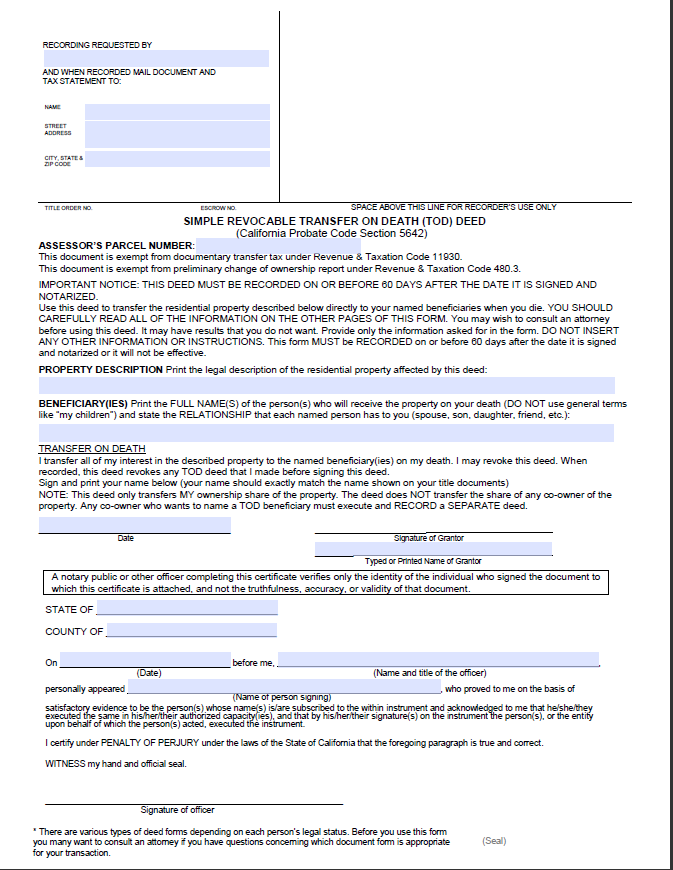 RECORDING REQUESTED BY
AND WHEN RECORDED MAIL DOCUMENT AND
TAX STATEMENT TO:
NAME
STREET
ADDRESS
CITY, STATE &
ZIP CODE
TITLE ORDER NO. ESCROW NO. SPACE ABOVE THIS LINE FOR RECORDER'S USE ONLY
SIMPLE REVOCABLE TRANSFER ON DEATH (TOD) DEED
(California Probate Code Section 5642)
ASSESSOR'S PARCEL NUMBER:
This document is exempt from documentary transfer tax under Revenue & Taxation Code 11930.
This document is exempt from preliminary change of ownership report under Revenue & Taxation Code 480.3.
IMPORTANT NOTICE: THIS DEED MUST BE RECORDED ON OR BEFORE 60 DAYS AFTER THE DATE IT IS SIGNED AND
NOTARIZED.
Use this deed to transfer the residential property described below directly to your named beneficiaries when you die. YOU SHOULD
CAREFULLY READ ALL OF THE INFORMATION ON THE OTHER PAGES OF THIS FORM. You may wish to consult an attorney
before using this deed. It may have results that you do not want. Provide only the information asked for in the form. DO NOT INSERT
ANY OTHER INFORMATION OR INSTRUCTIONS. This form MUST BE RECORDED on or before 60 days after the date it is signed
and notarized or it will not be effective.
PROPERTY DESCRIPTION Print the legal description of the residential property affected by this deed:
BENEFICIARY(IES) Print the FULL NAME(S) of the person(s) who will receive the property on your death (DO NOT use general terms
like "my children") and state the RELATIONSHIP that each named person has to you (spouse, son, daughter, friend, etc.):
TRANSFER ON DEATH
I transfer all of my interest in the described property to the named beneficiary(ies) on my death. I may revoke this deed. When
recorded, this deed revokes any TOD deed that I made before signing this deed.
Sign and print your name below (your name should exactly match the name shown on your title documents)
NOTE: This deed only transfers MY ownership share of the property. The deed does NOT transfer the share of any co-owner of the
property. Any co-owner who wants to name a TOD beneficiary must execute and RECORD a SEPARATE deed.
Date Signature of Grantor
Typed or Printed Name of Grantor
A notary public or other officer completing this certificate verifies only the identity of the individual who signed the document to
which this certificate is attached, and not the truthfulness, accuracy, or validity of that document.
STATE OF
COUNTY OF
On before me, ,
(Date) (Name and title of the officer)
personally appeared , who proved to me on the basis of
(Name of person signing)
satisfactory evidence to be the person(s) whose name(s) is/are subscribed to the within instrument and acknowledged to me that he/she/they
executed the same in his/her/their authorized capacity(ies), and that by his/her/their signature(s) on the instrument the person(s), or the entity
upon behalf of which the person(s) acted, executed the instrument.
I certify under PENALTY OF PERJURY under the laws of the State of California that the foregoing paragraph is true and correct.
WITNESS my hand and official seal.
Signature of officer
* There are various types of deed forms depending on each person's legal status. Before you use this form
you many want to consult an attorney if you have questions concerning which document form is appropriate
for your transaction.
(Seal)